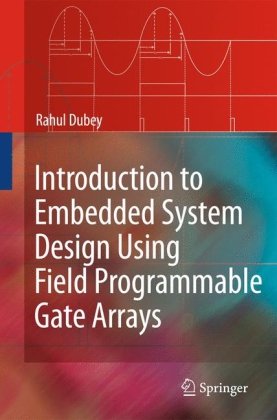 Rahul Dubey
Introduction to
Embedded System
Design Using
Field Programmable
Gate Arrays
Springer